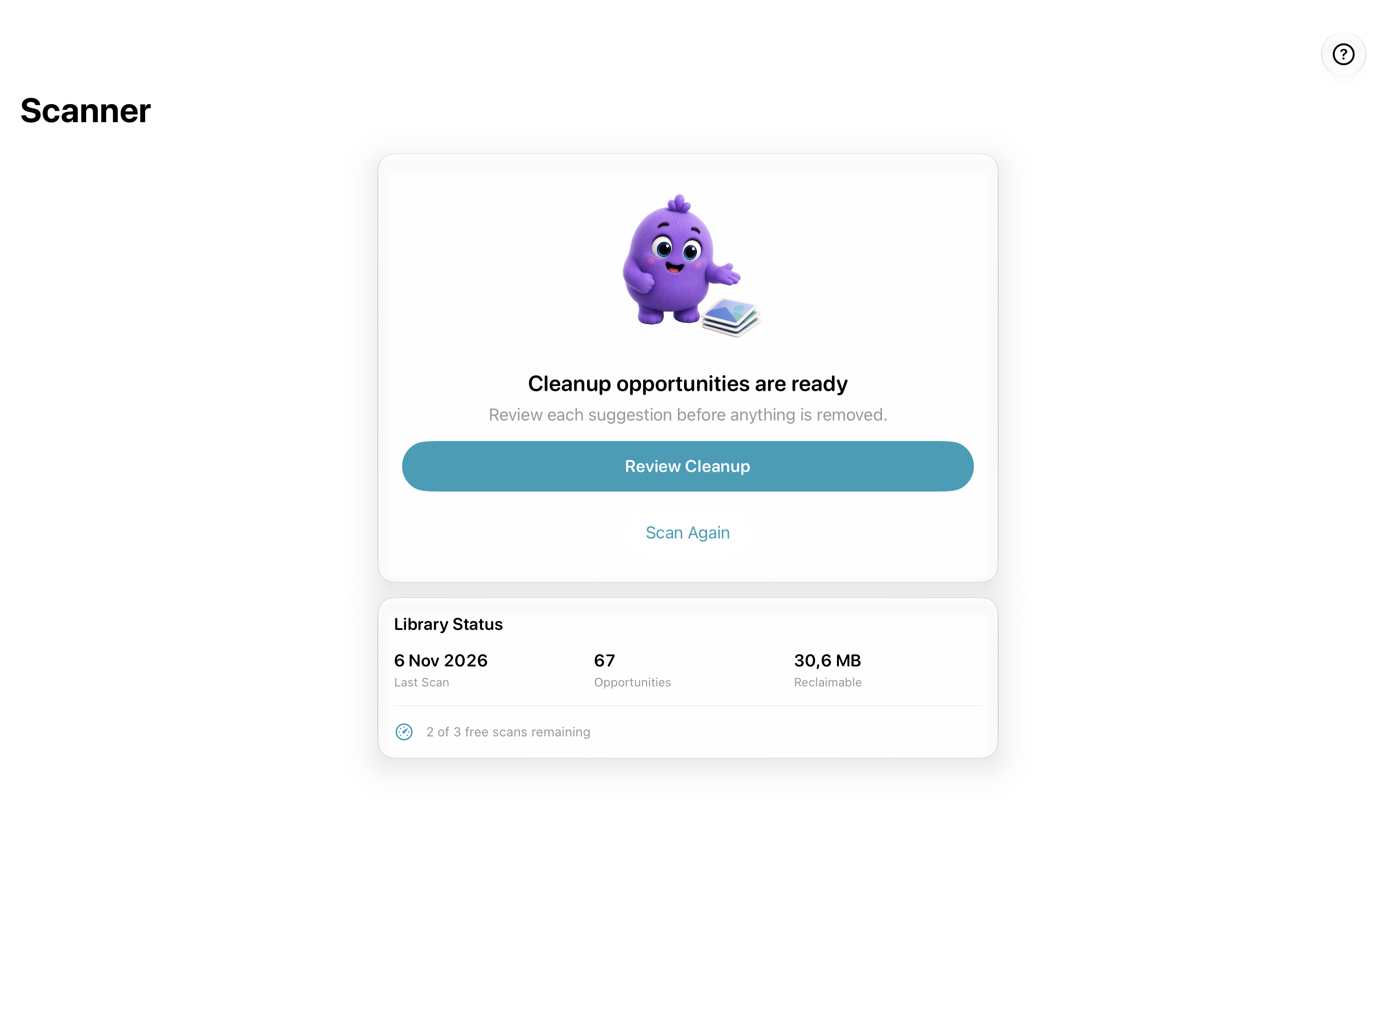 Scanner
Cleanup opportunities are ready
Review each suggestion before anything is removed.
Review Cleanup
Scan Again
Library Status
6 Nov 2026
Last Scan
67
Opportunities
30,6 MB
Reclaimable
2 of 3 free scans remaining